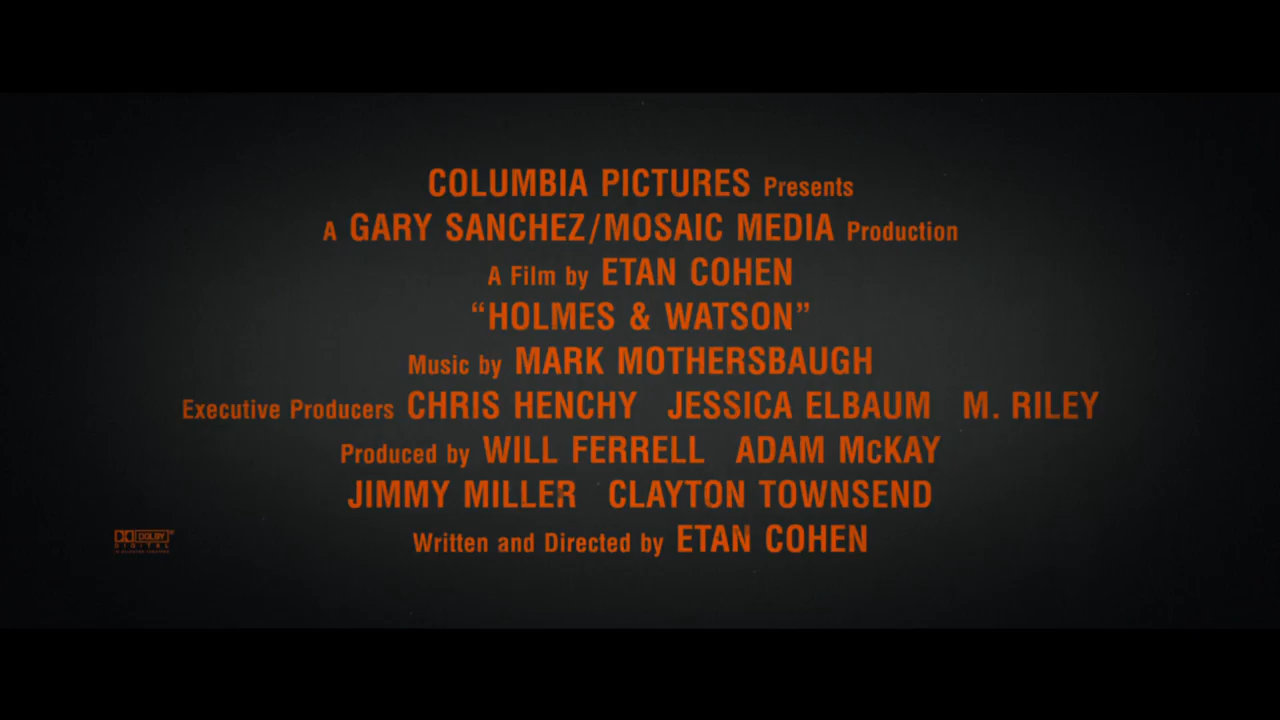 COLUMBIA PICTURES Presents
A GARY SANCHEZ/MOSAIC MEDIA Production
A Film by ETAN COHEN
“HOLMES & WATSON”
Music by MARK MOTHERSBAUGH
Executive Producers CHRIS HENCHY JESSICA ELBAUM M. RILEY
Produced by WILL FERRELL ADAM McKAY
JIMMY MILLER CLAYTON TOWNSEND
Written and Directed by ETAN COHEN
DOLBY
DIGITAL